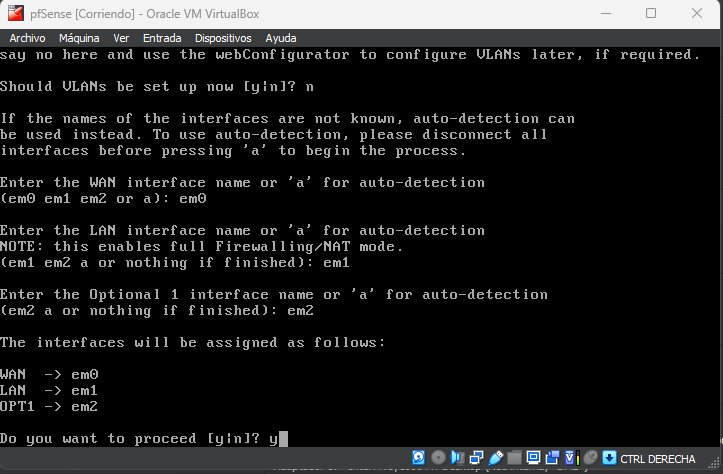 pfSense [Corriendo] - Oracle VM VirtualBox
Archivo Máquina Ver Entrada Dispositivos Ayuda
say no here and use the webConfigurator to configure VLANs later, if required.
Should VLANs be set up now [y|n]? n
If the names of the interfaces are not known, auto-detection can
be used instead. To use auto-detection, please disconnect all
interfaces before pressing 'a' to begin the process.
Enter the WAN interface name or 'a' for auto-detection
(em0 em1 em2 or a): em0
Enter the LAN interface name or 'a' for auto-detection
NOTE: this enables full Firewalling/NAT mode.
(em1 em2 a or nothing if finished): em1
Enter the Optional 1 interface name or 'a' for auto-detection
(em2 a or nothing if finished): em2
The interfaces will be assigned as follows:
WAN -> em0
LAN -> em1
OPT1 -> em2
Do you want to proceed [y|n]? y
CTRL DERECHA